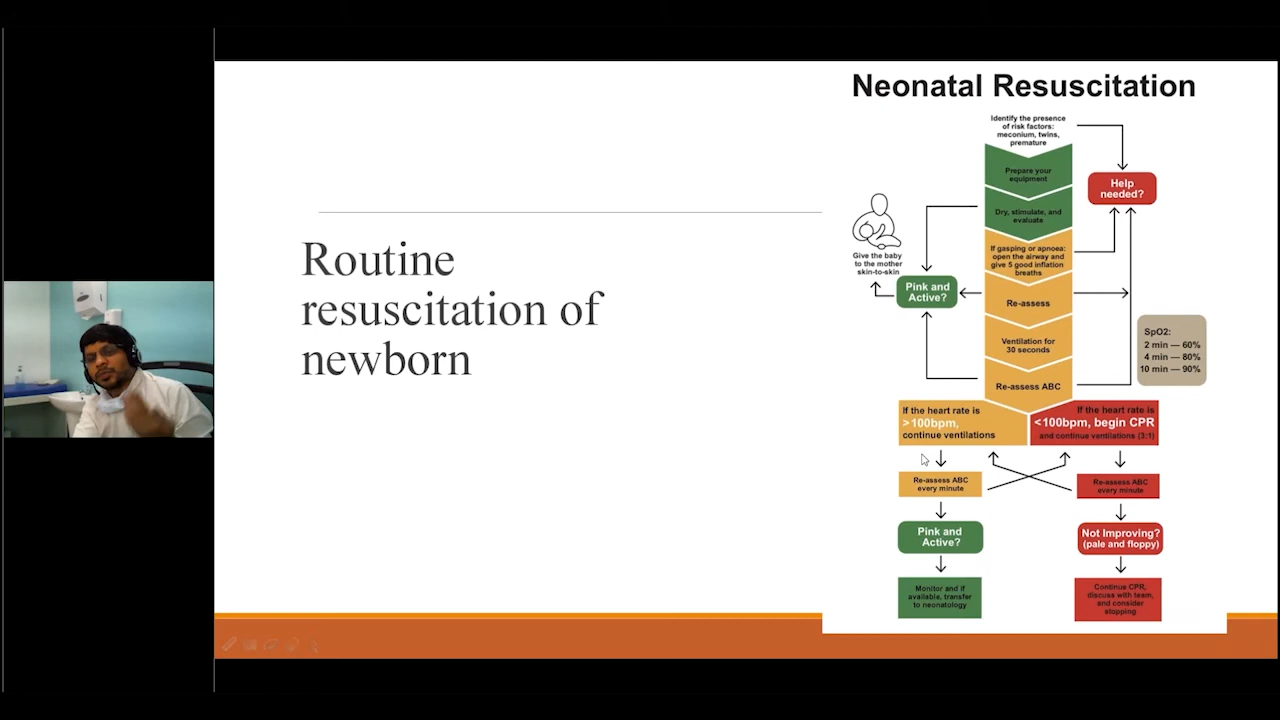 Neonatal Resuscitation
Routine
resuscitation of
newborn
Identify the presence
of risk factors:
meconium, twins,
premature
Prepare your
equipment
Help
needed?
Dry, stimulate, and
evaluate
If gasping or apnoea:
open the airway and
give 5 good inflation
breaths
Give the baby
to the mother
skin-to-skin
Pink and
Active?
Re-assess
Ventilation for
30 seconds
SpO2:
2 min — 60%
4 min — 80%
10 min — 90%
Re-assess ABC
If the heart rate is
>100bpm,
continue ventilations
If the heart rate is
<100bpm, begin CPR
and continue ventilations (3:1)
Re-assess ABC
every minute
Re-assess ABC
every minute
Pink and
Active?
Not Improving?
(pale and floppy)
Monitor and if
available, transfer
to neonatology
Continue CPR,
discuss with team,
and consider
stopping